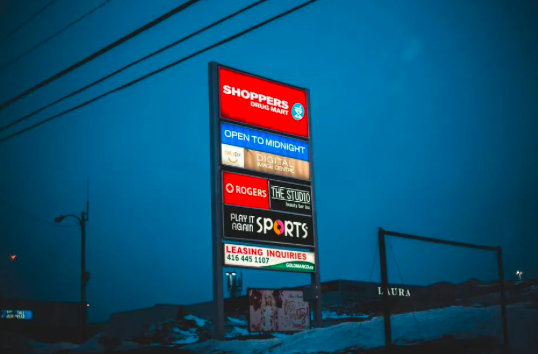 SHOPPERS
DRUG MART
OPEN TO MIDNIGHT
DIGITAL
ROGERS
THE STUDIO
PLAY IT
AGAIN SPORTS
LEASING INQUIRIES
416 445 1107
LAURA